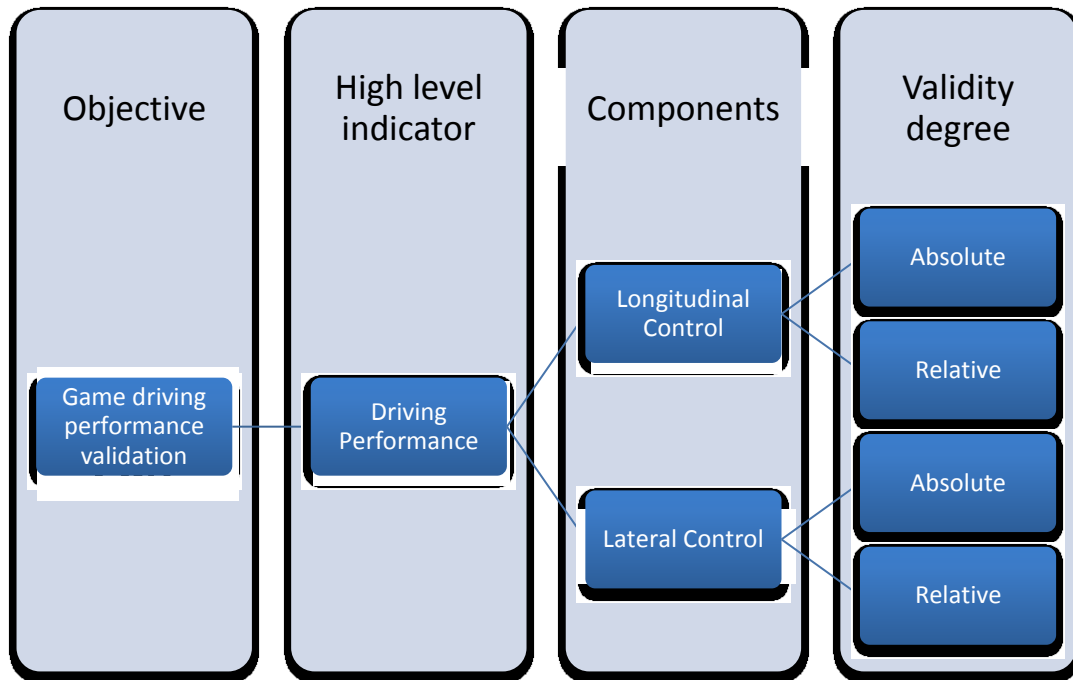 Objective
High level
indicator
Components
Validity
degree
Game driving
performance
validation
Driving
Performance
Longitudinal
Control
Lateral Control
Absolute
Relative
Absolute
Relative